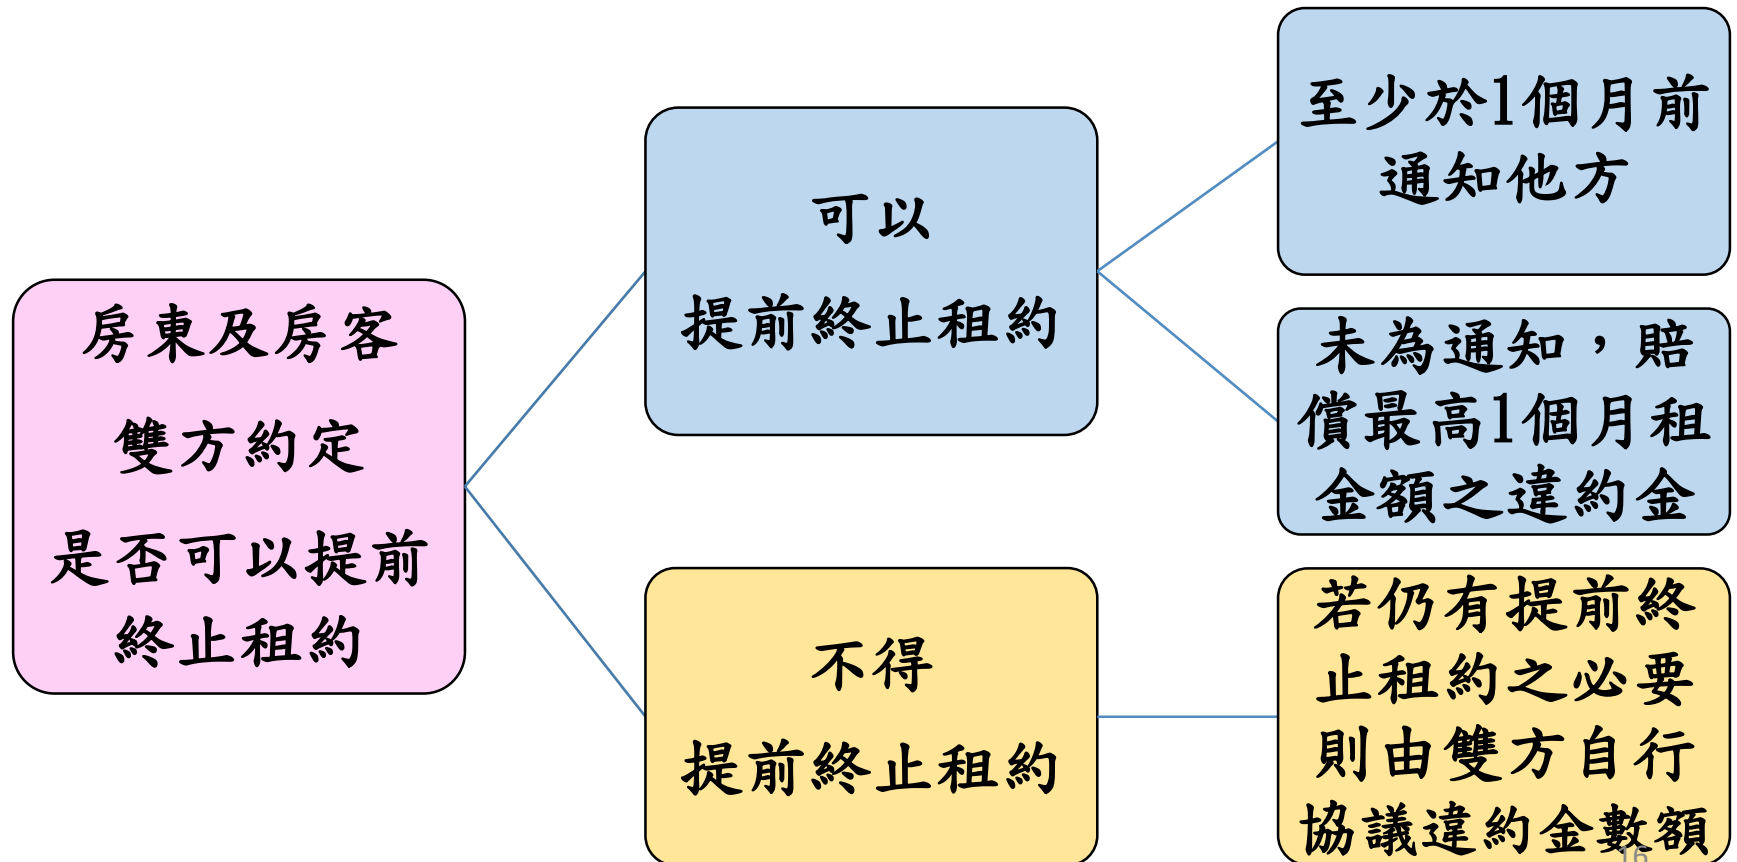 房東及房客
雙方約定
是否可以提前
終止租約
可以
提前終止租約
至少於1個月前
通知他方
未為通知，賠
償最高1個月租
金額之違約金
不得
提前終止租約
若仍有提前終
止租約之必要
則由雙方自行
協議違約金數額
16